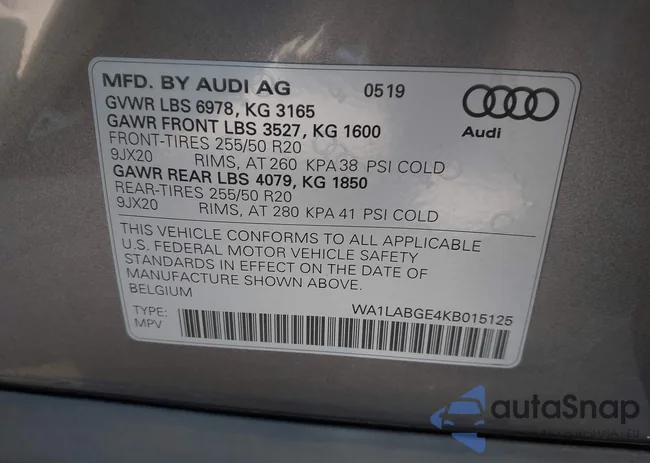 MFD. BY AUDI AG 0519
GVWR LBS 6978, KG 3165
GAWR FRONT LBS 3527, KG 1600
FRONT-TIRES 255/50 R20
9JX20 RIMS, AT 260 KPA 38 PSI COLD
GAWR REAR LBS 4079, KG 1850
REAR-TIRES 255/50 R20
9JX20 RIMS, AT 280 KPA 41 PSI COLD
Audi
THIS VEHICLE CONFORMS TO ALL APPLICABLE
U.S. FEDERAL MOTOR VEHICLE SAFETY
STANDARDS IN EFFECT ON THE DATE OF
MANUFACTURE SHOWN ABOVE.
BELGIUM
TYPE: WA1LABGE4KB015125
MPV
autaSnap